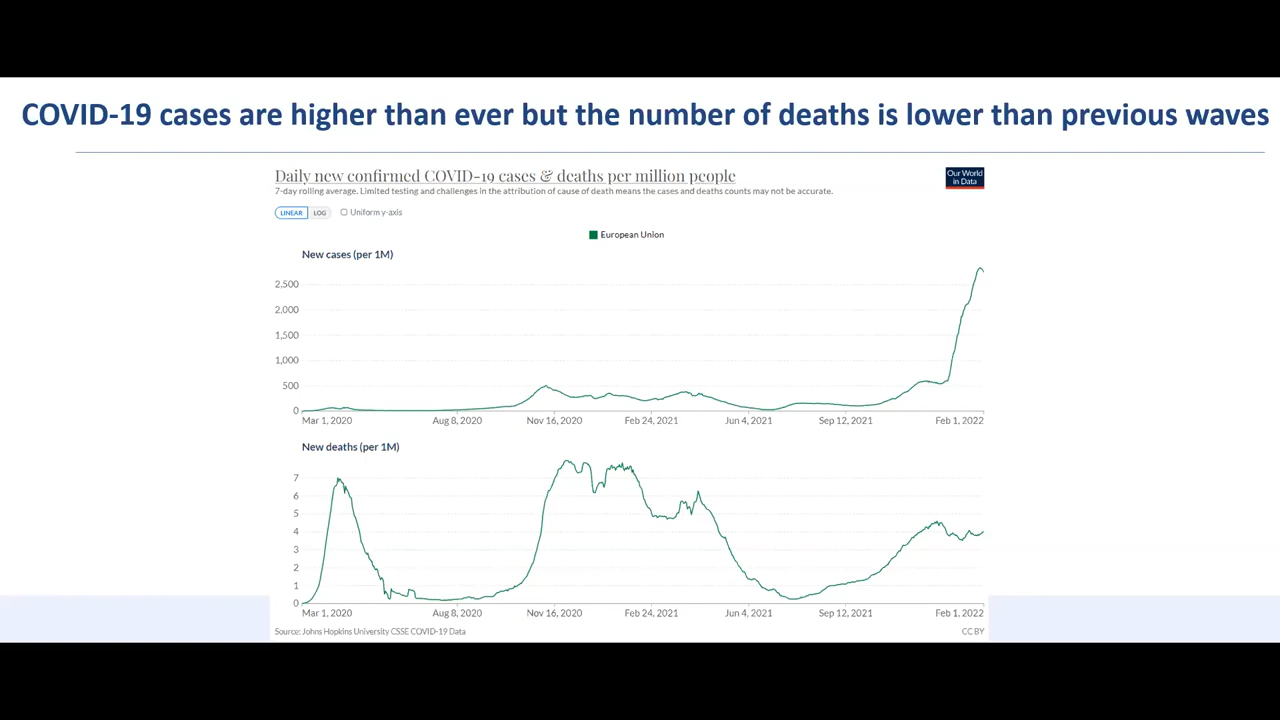 COVID-19 cases are higher than ever but the number of deaths is lower than previous waves
Daily new confirmed COVID-19 cases & deaths per million people
7-day rolling average. Limited testing and challenges in the attribution of cause of death means the cases and deaths counts may not be accurate.
Our World
in Data
LINEAR LOG Uniform y-axis
European Union
New cases (per 1M)
2,500
2,000
1,500
1,000
500
0
Mar 1, 2020 Aug 8, 2020 Nov 16, 2020 Feb 24, 2021 Jun 4, 2021 Sep 12, 2021 Feb 1, 2022
New deaths (per 1M)
7
6
5
4
3
2
1
0
Mar 1, 2020 Aug 8, 2020 Nov 16, 2020 Feb 24, 2021 Jun 4, 2021 Sep 12, 2021 Feb 1, 2022
Source: Johns Hopkins University CSSE COVID-19 Data CC BY